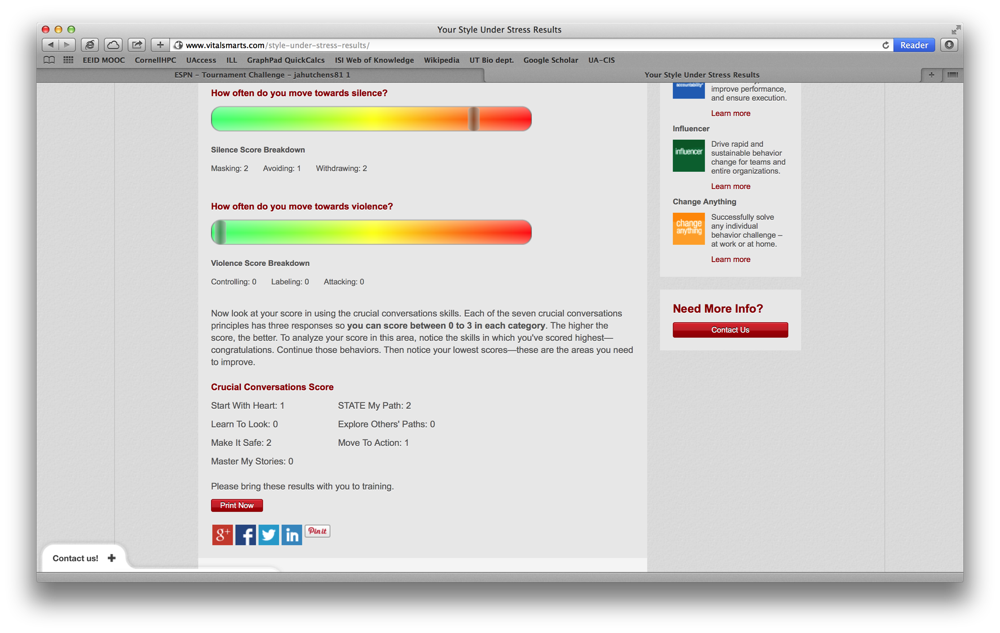 Your Style Under Stress Results
www.vitalsmarts.com/style-under-stress-results/
Reader
EEID MOOC CornellHPC UAccess ILL GraphPad QuickCalcs ISI Web of Knowledge Wikipedia UT Bio dept. Google Scholar UA-CIS
ESPN - Tournament Challenge - jahutchens81 1
Your Style Under Stress Results
How often do you move towards silence?
Silence Score Breakdown
Masking: 2 Avoiding: 1 Withdrawing: 2
How often do you move towards violence?
Violence Score Breakdown
Controlling: 0 Labeling: 0 Attacking: 0
Now look at your score in using the crucial conversations skills. Each of the seven crucial conversations
principles has three responses so you can score between 0 to 3 in each category. The higher the
score, the better. To analyze your score in this area, notice the skills in which you've scored highest—
congratulations. Continue those behaviors. Then notice your lowest scores—these are the areas you need
to improve.
Crucial Conversations Score
Start With Heart: 1 STATE My Path: 2
Learn To Look: 0 Explore Others' Paths: 0
Make It Safe: 2 Move To Action: 1
Master My Stories: 0
Please bring these results with you to training.
Print Now
g+ f in Pin it
Contact us!
accountability
improve performance,
and ensure execution.
Learn more
Influencer
influencer
Drive rapid and
sustainable behavior
change for teams and
entire organizations.
Learn more
Change Anything
change
anything
Successfully solve
any individual
behavior challenge –
at work or at home.
Learn more
Need More Info?
Contact Us